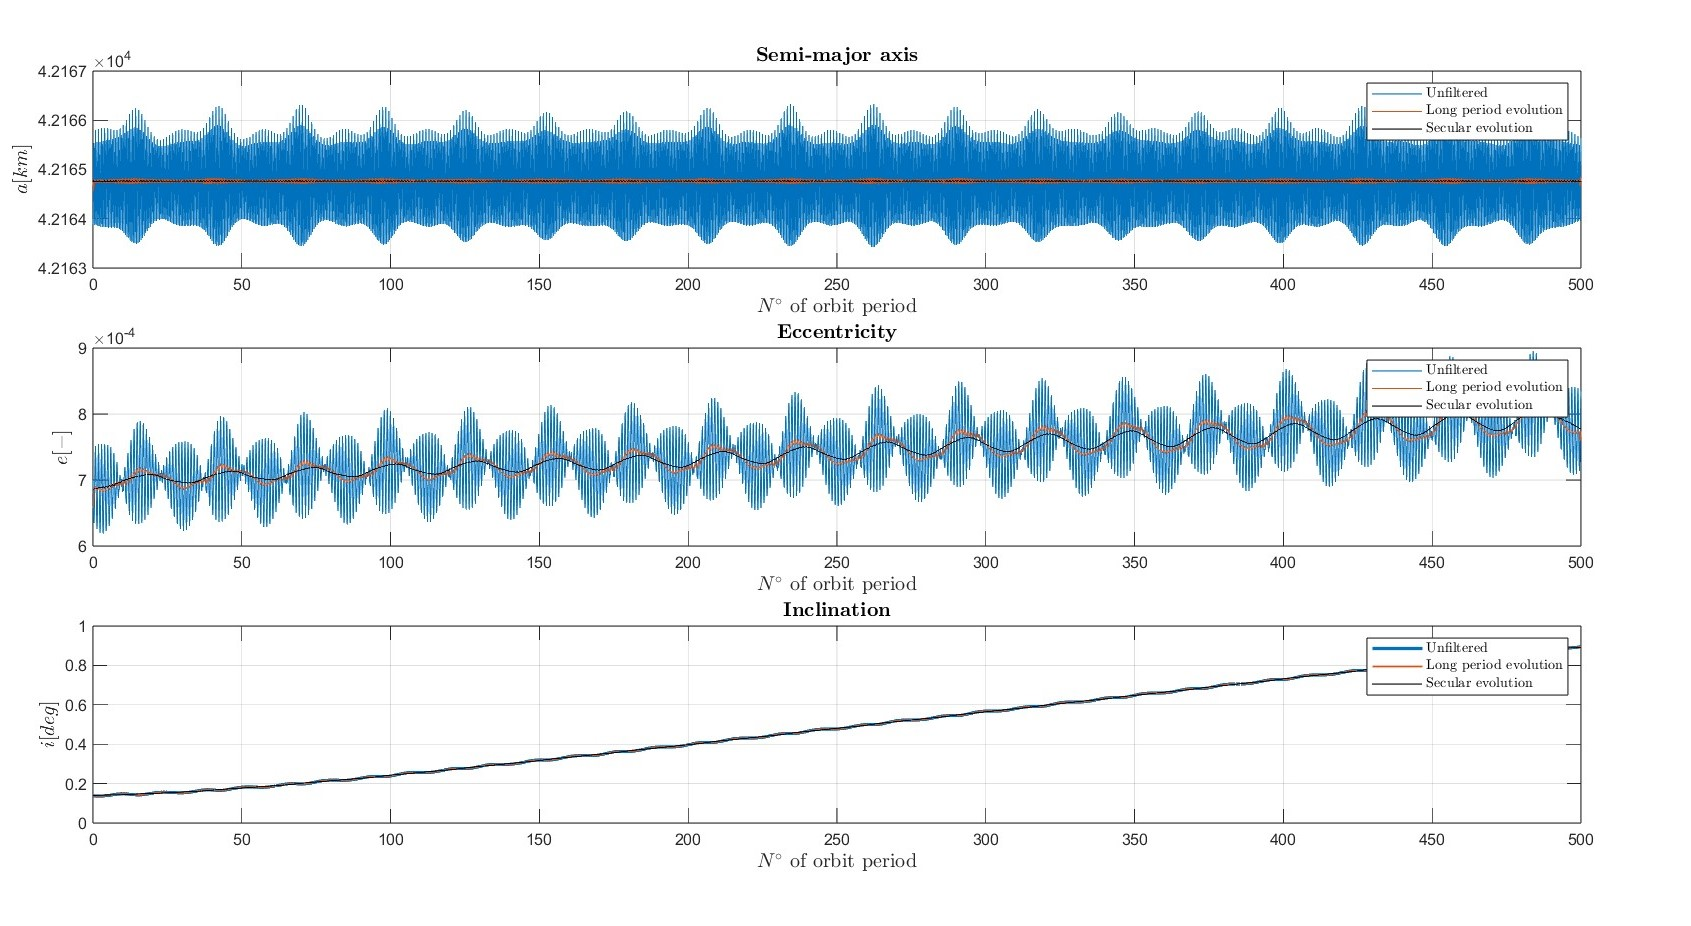 Semi-major axis
×10⁴
4.2167
4.2166
4.2165
4.2164
4.2163
a[km]
Unfiltered
Long period evolution
Secular evolution
0 50 100 150 200 250 300 350 400 450 500
N° of orbit period
Eccentricity
×10⁻⁴
9
8
7
6
e[−]
Unfiltered
Long period evolution
Secular evolution
0 50 100 150 200 250 300 350 400 450 500
N° of orbit period
Inclination
1
0.8
0.6
0.4
0.2
0
i[deg]
Unfiltered
Long period evolution
Secular evolution
0 50 100 150 200 250 300 350 400 450 500
N° of orbit period